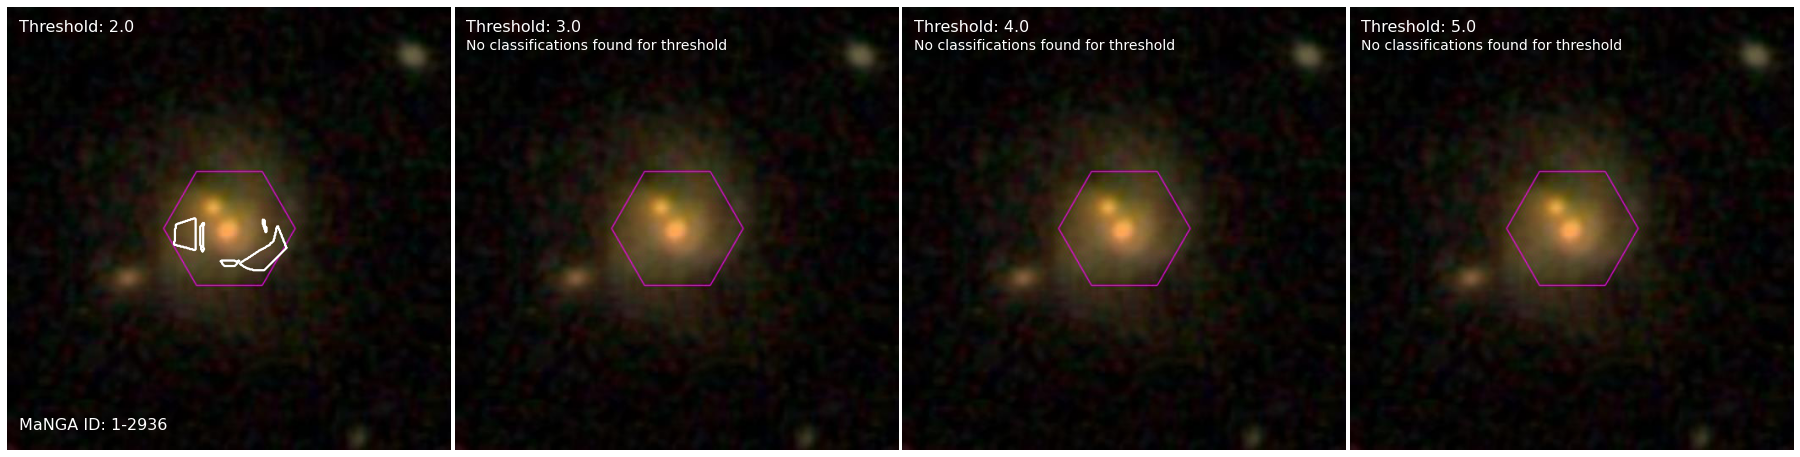 Threshold: 2.0
MaNGA ID: 1-2936
Threshold: 3.0
No classifications found for threshold
Threshold: 4.0
No classifications found for threshold
Threshold: 5.0
No classifications found for threshold